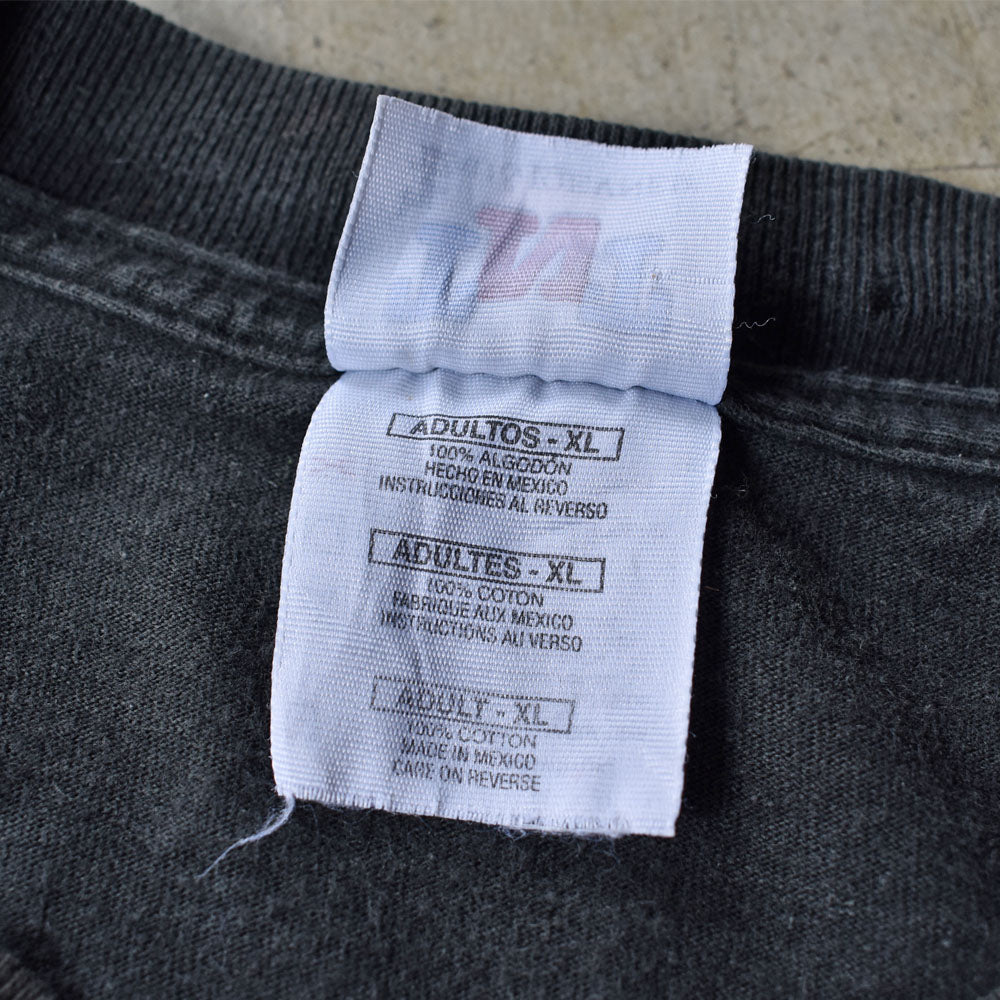 ADULTOS - XL
100% ALGODÓN
HECHO EN MEXICO
INSTRUCCIONES AL REVERSO
ADULTES - XL
100% COTON
FABRIQUE AUX MEXICO
INSTRUCTIONS AU VERSO
ADULT - XL
100% COTTON
MADE IN MEXICO
CARE ON REVERSE